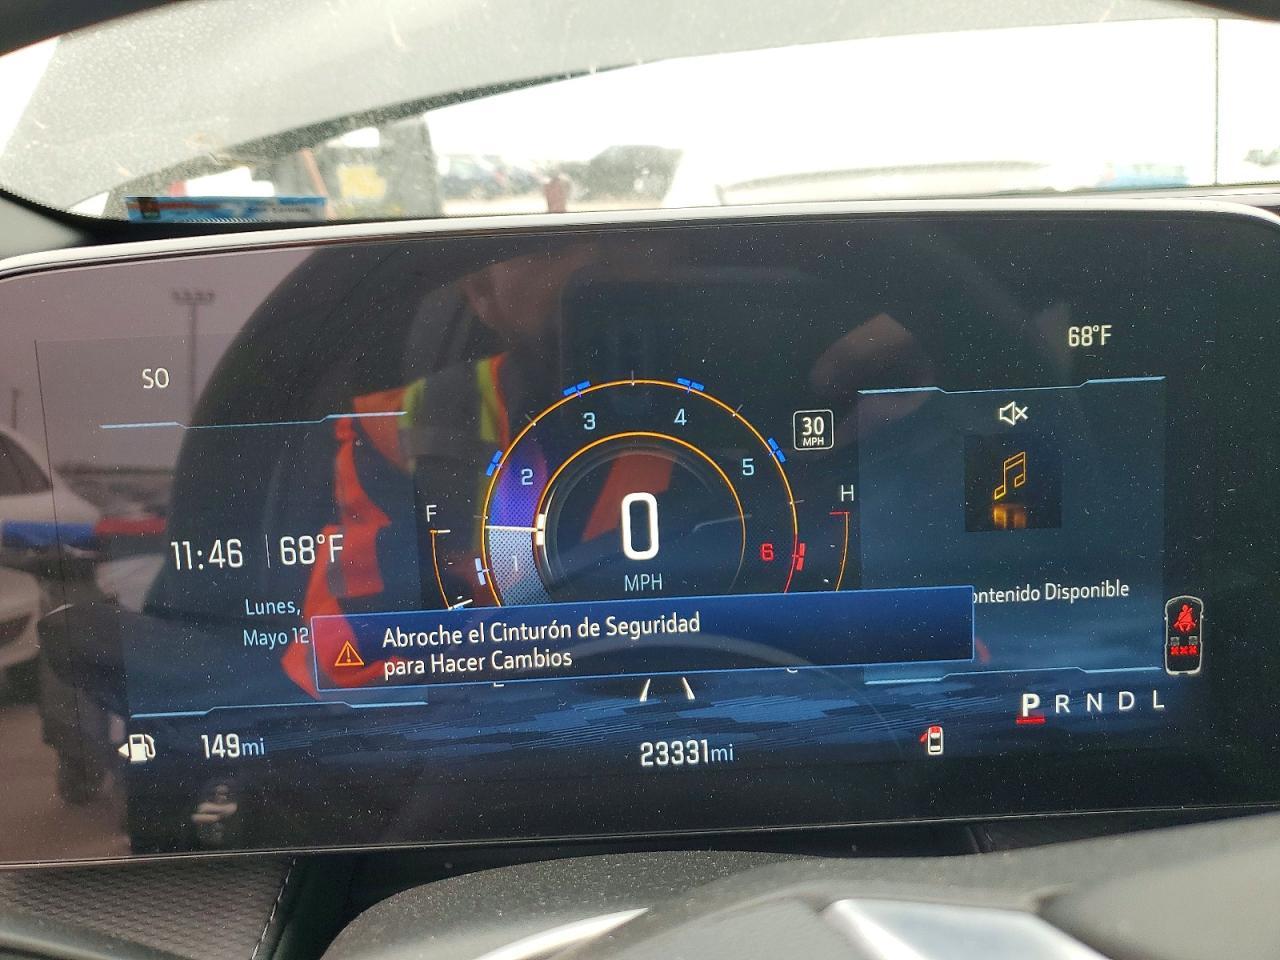 SO
68°F
3 4
30
MPH
2 5
F H
11:46 68°F
0
1 6
MPH
Lunes,
Mayo 12
ontenido Disponible
Abroche el Cinturón de Seguridad
para Hacer Cambios
P R N D L
149mi
23331mi